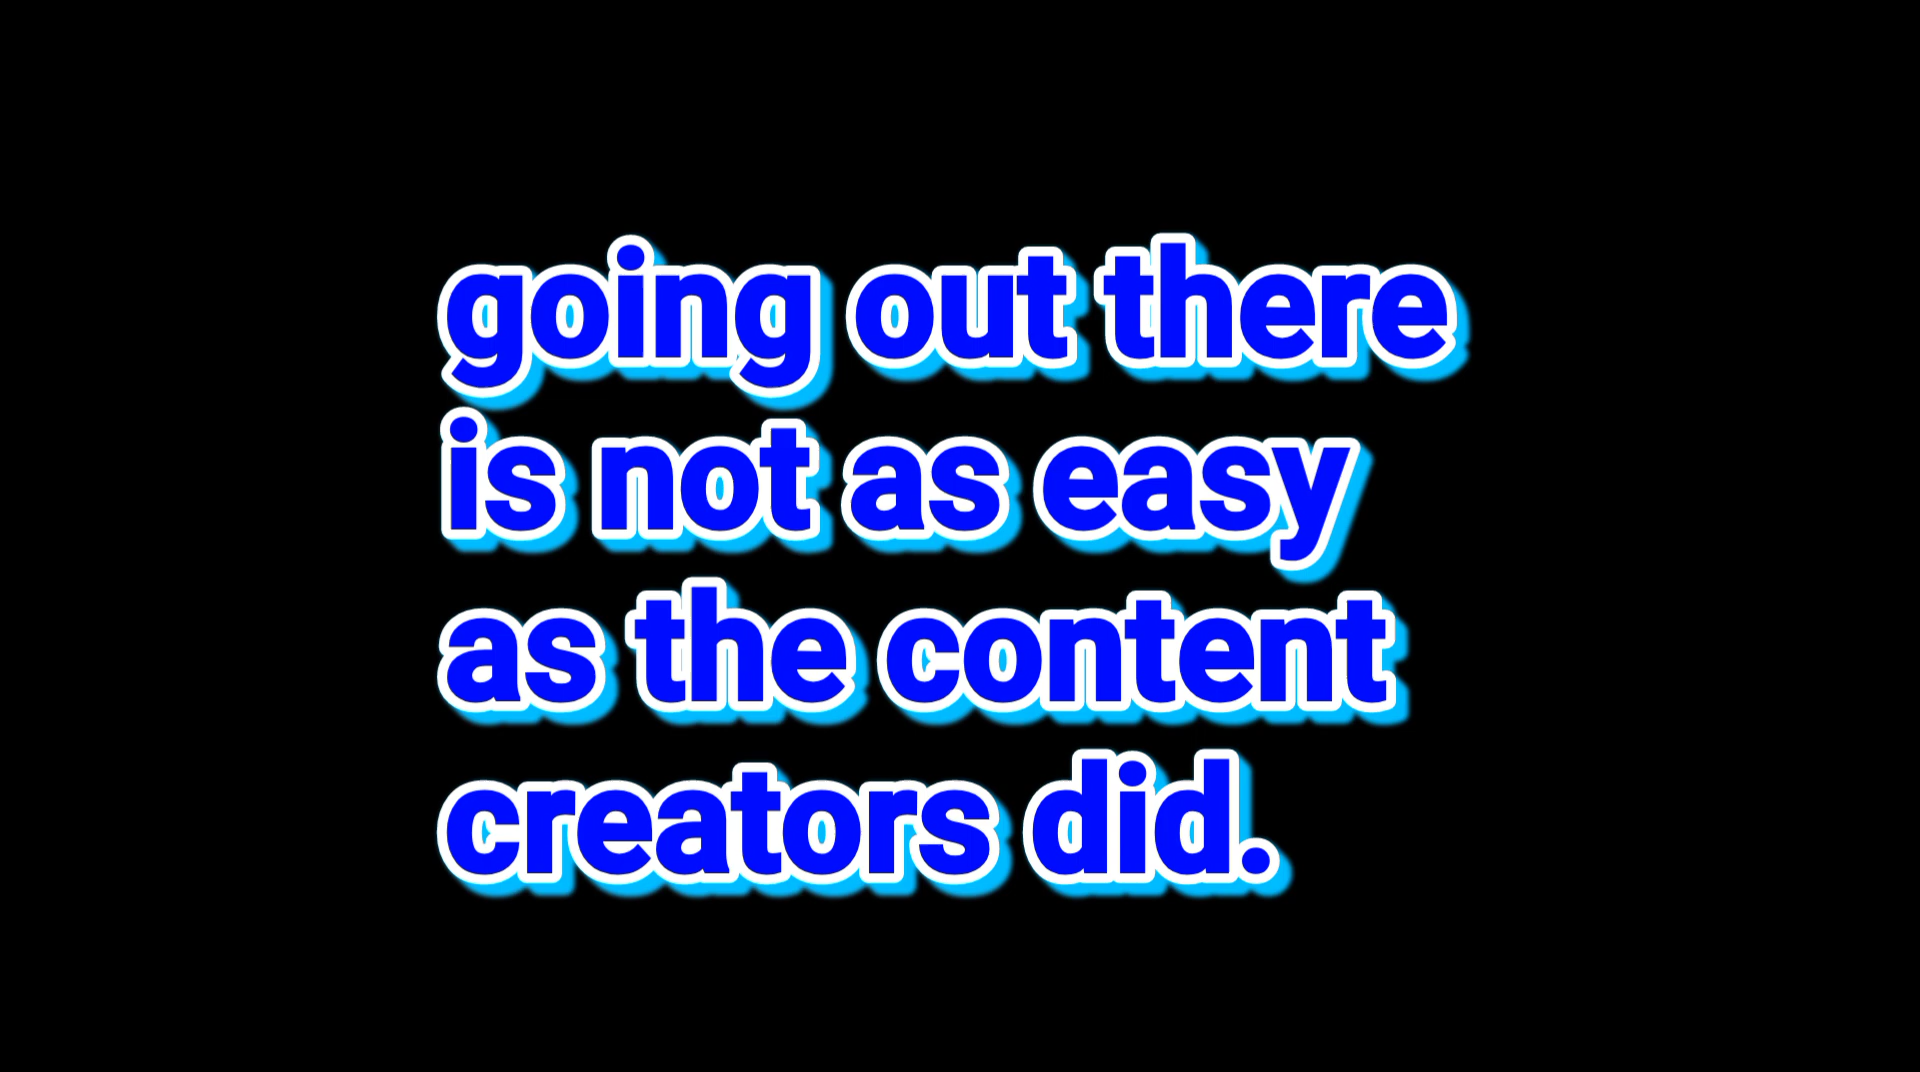 going out there
is not as easy
as the content
creators did.